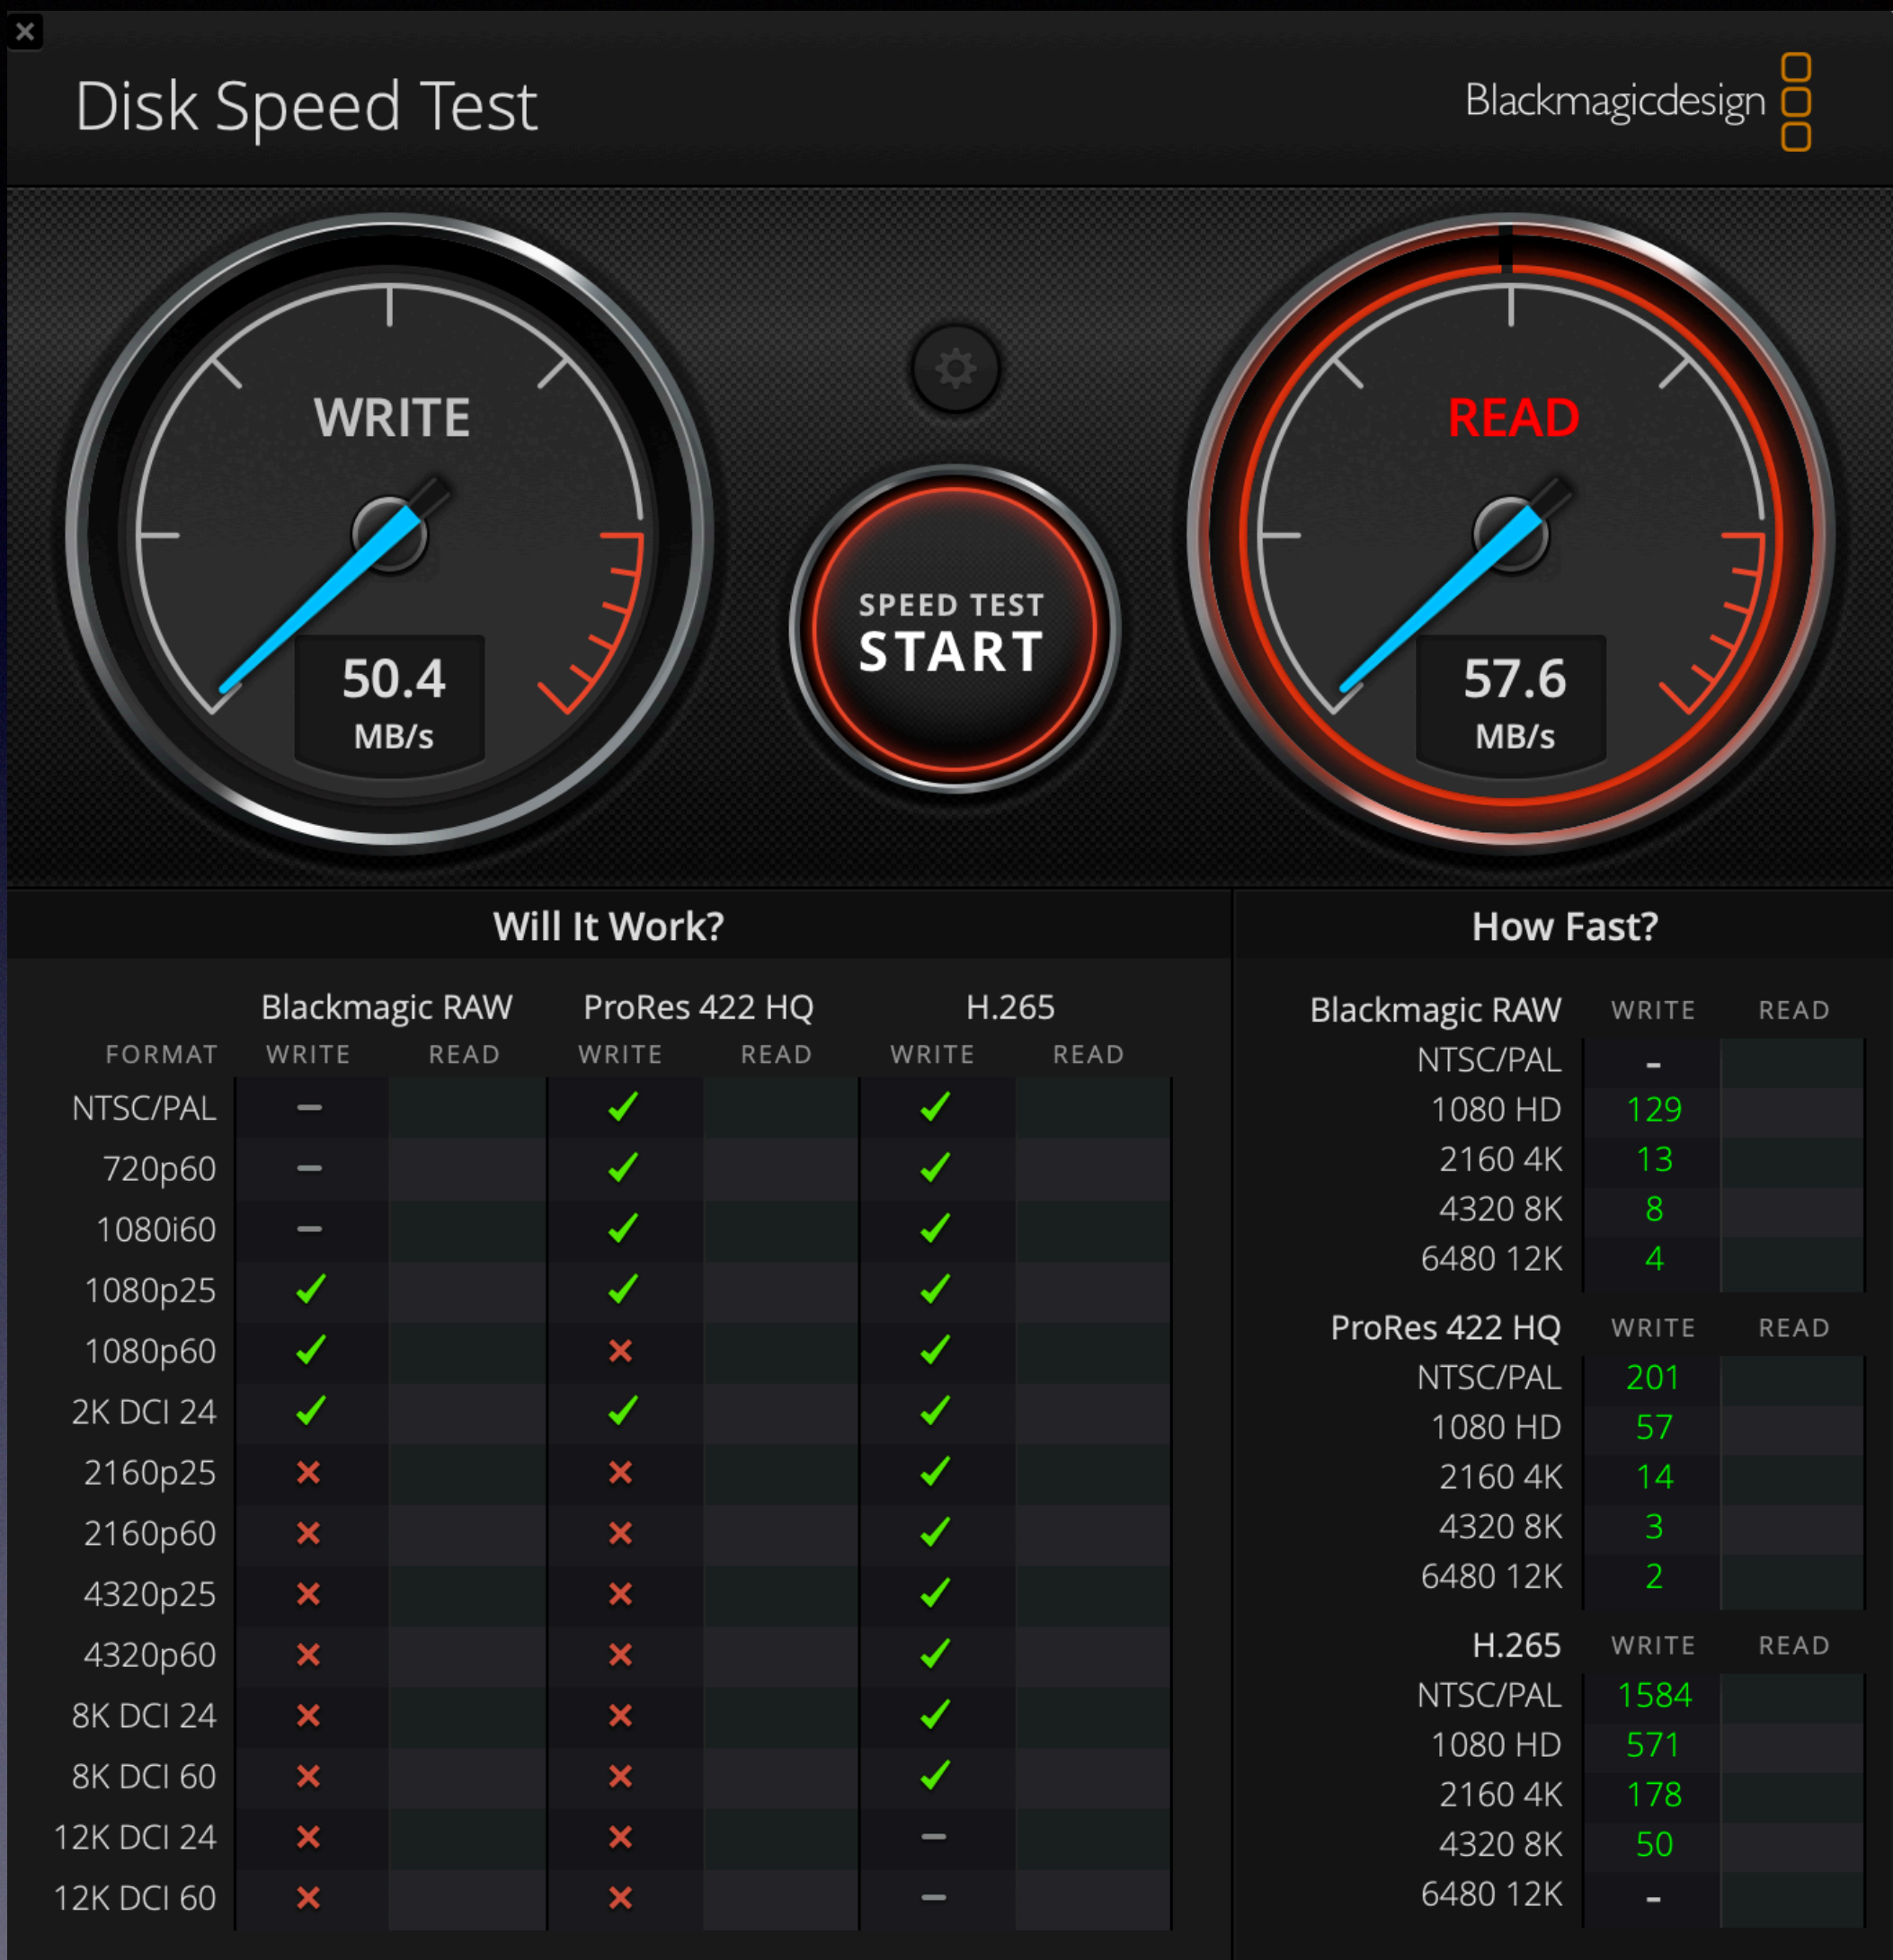 Disk Speed Test
Blackmagicdesign
WRITE
50.4
MB/s
SPEED TEST
START
READ
57.6
MB/s
Will It Work?
Blackmagic RAW ProRes 422 HQ H.265
FORMAT WRITE READ WRITE READ WRITE READ
NTSC/PAL – ✓ ✓
720p60 – ✓ ✓
1080i60 – ✓ ✓
1080p25 ✓ ✓ ✓
1080p60 ✓ ✕ ✓
2K DCI 24 ✓ ✓ ✓
2160p25 ✕ ✕ ✓
2160p60 ✕ ✕ ✓
4320p25 ✕ ✕ ✓
4320p60 ✕ ✕ ✓
8K DCI 24 ✕ ✕ ✓
8K DCI 60 ✕ ✕ ✓
12K DCI 24 ✕ ✕ –
12K DCI 60 ✕ ✕ –
How Fast?
Blackmagic RAW WRITE READ
NTSC/PAL -
1080 HD 129
2160 4K 13
4320 8K 8
6480 12K 4
ProRes 422 HQ WRITE READ
NTSC/PAL 201
1080 HD 57
2160 4K 14
4320 8K 3
6480 12K 2
H.265 WRITE READ
NTSC/PAL 1584
1080 HD 571
2160 4K 178
4320 8K 50
6480 12K -